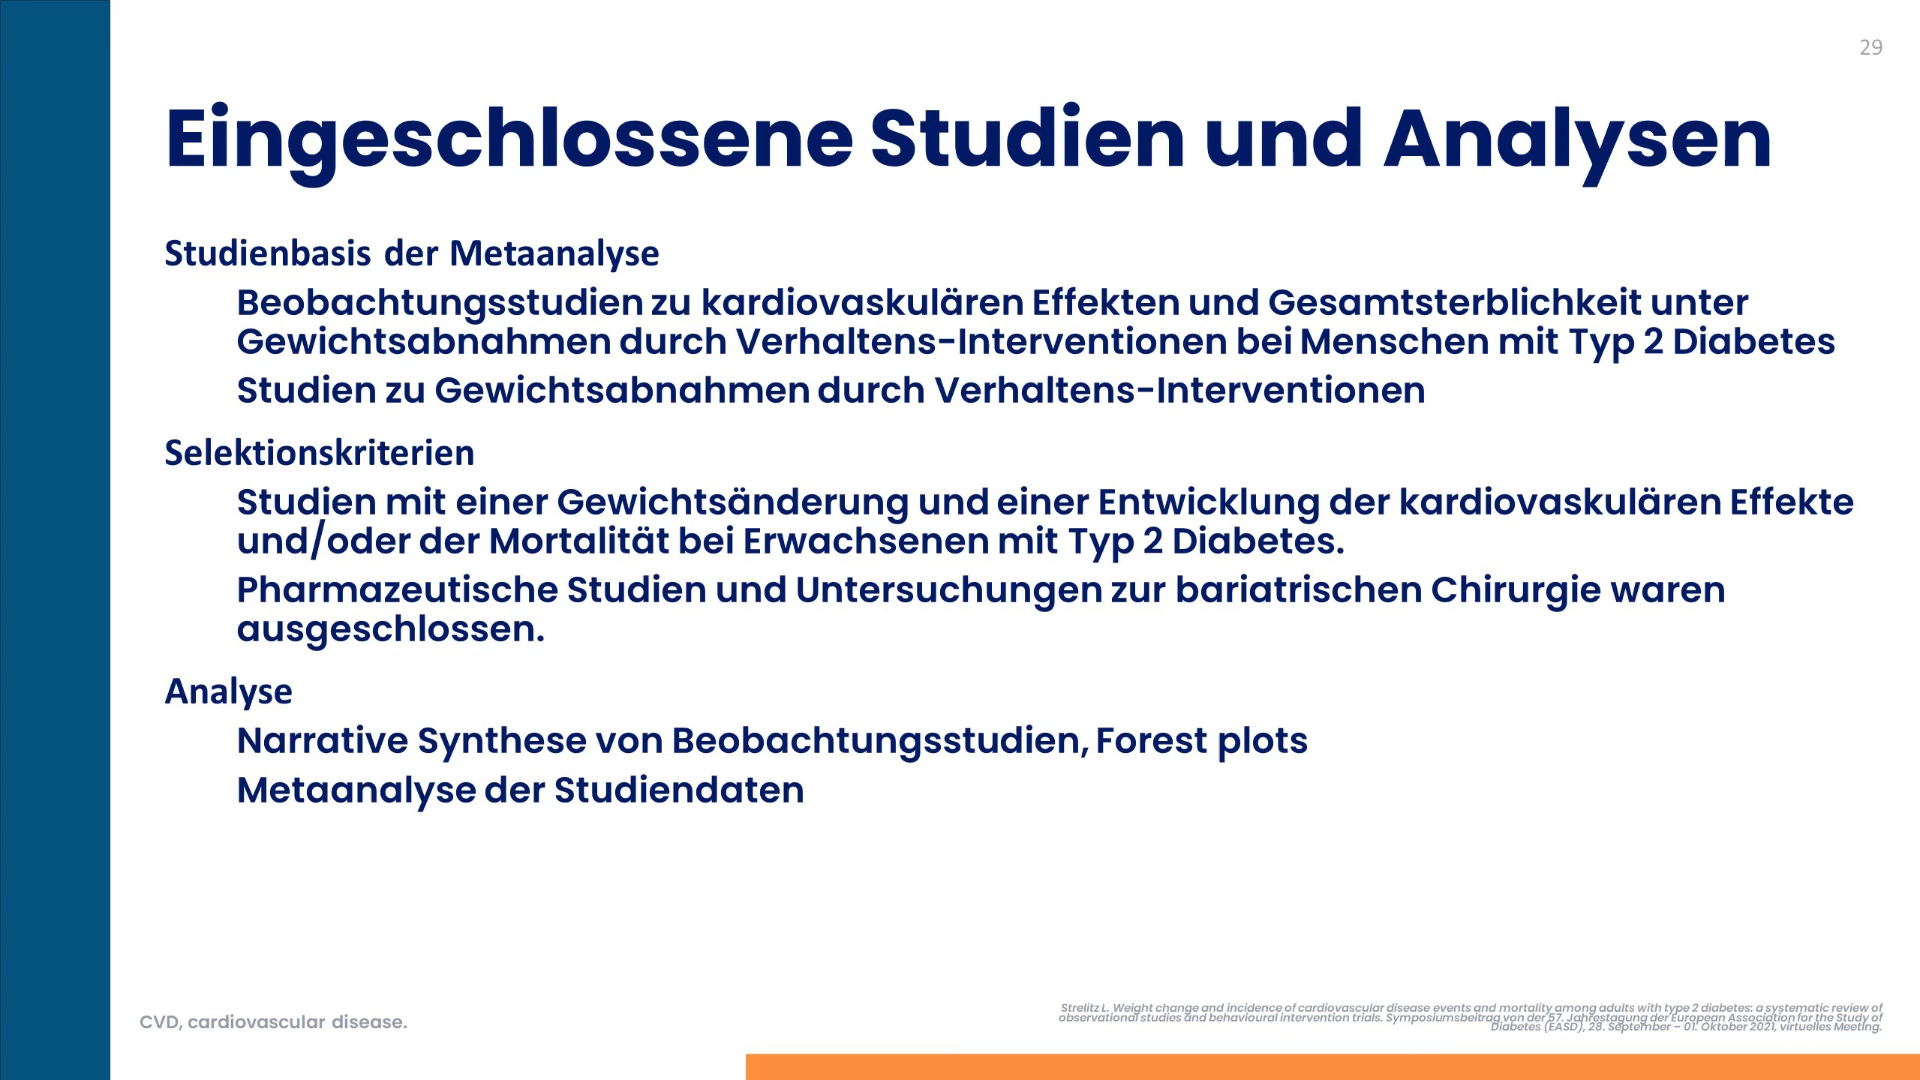 29
Eingeschlossene Studien und Analysen
Studienbasis der Metaanalyse
Beobachtungsstudien zu kardiovaskulären Effekten und Gesamtsterblichkeit unter
Gewichtsabnahmen durch Verhaltens-Interventionen bei Menschen mit Typ 2 Diabetes
Studien zu Gewichtsabnahmen durch Verhaltens-Interventionen
Selektionskriterien
Studien mit einer Gewichtsänderung und einer Entwicklung der kardiovaskulären Effekte
und/oder der Mortalität bei Erwachsenen mit Typ 2 Diabetes.
Pharmazeutische Studien und Untersuchungen zur bariatrischen Chirurgie waren
ausgeschlossen.
Analyse
Narrative Synthese von Beobachtungsstudien, Forest plots
Metaanalyse der Studiendaten
CVD, cardiovascular disease.
Strelitz L. Weight change and incidence of cardiovascular disease events and mortality among adults with type 2 diabetes: a systematic review of
observational studies and behavioural intervention trials. Symposiumsbeitrag von der 57. Jahrestagung der European Association for the Study of
Diabetes (EASD), 28. September – 01. Oktober 2021, virtuelles Meeting.